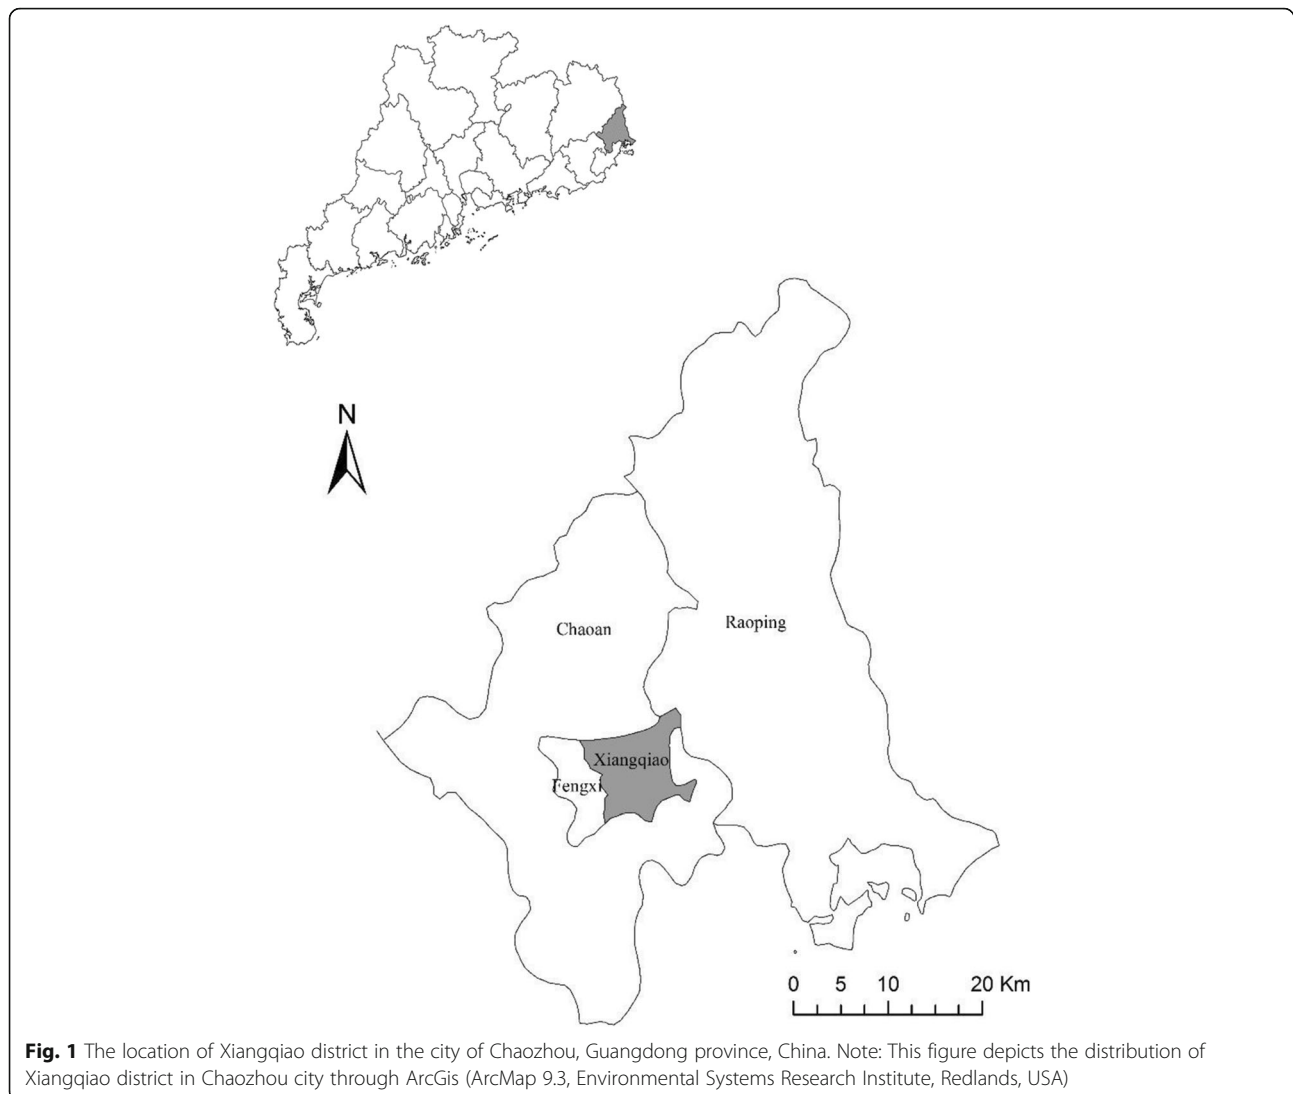 N
Chaoan
Raoping
Xiangqiao
Fengxi
0 5 10 20 Km
Fig. 1 The location of Xiangqiao district in the city of Chaozhou, Guangdong province, China. Note: This figure depicts the distribution of
Xiangqiao district in Chaozhou city through ArcGis (ArcMap 9.3, Environmental Systems Research Institute, Redlands, USA)